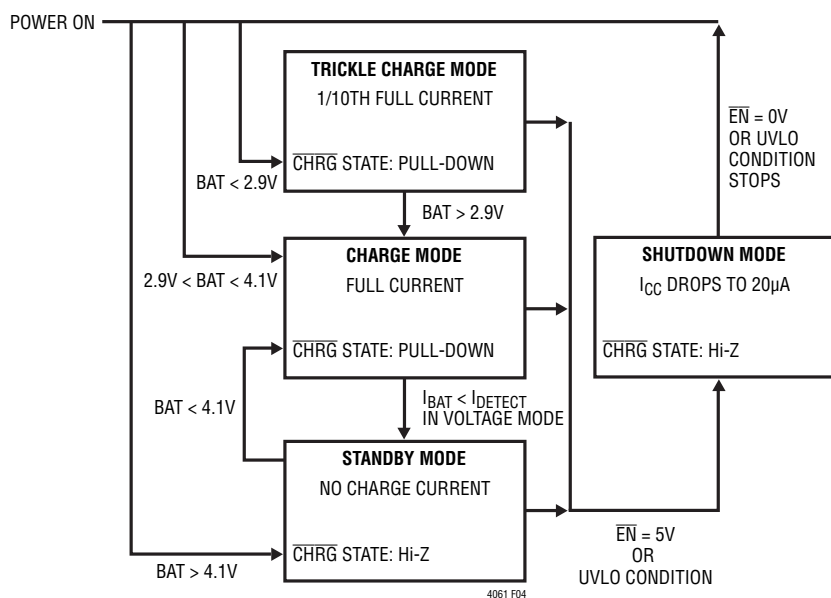 POWER ON
TRICKLE CHARGE MODE
1/10TH FULL CURRENT
CHRG STATE: PULL-DOWN
BAT < 2.9V
BAT > 2.9V
CHARGE MODE
FULL CURRENT
2.9V < BAT < 4.1V
CHRG STATE: PULL-DOWN
BAT < 4.1V
IBAT < IDETECT
IN VOLTAGE MODE
STANDBY MODE
NO CHARGE CURRENT
CHRG STATE: Hi-Z
BAT > 4.1V
EN = 0V
OR UVLO
CONDITION
STOPS
SHUTDOWN MODE
ICC DROPS TO 20µA
CHRG STATE: Hi-Z
EN = 5V
OR
UVLO CONDITION
4061 F04